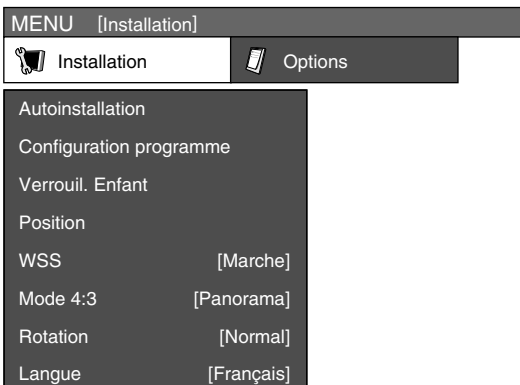 MENU [Installation]
Installation Options
Autoinstallation
Configuration programme
Verrouil. Enfant
Position
WSS [Marche]
Mode 4:3 [Panorama]
Rotation [Normal]
Langue [Français]